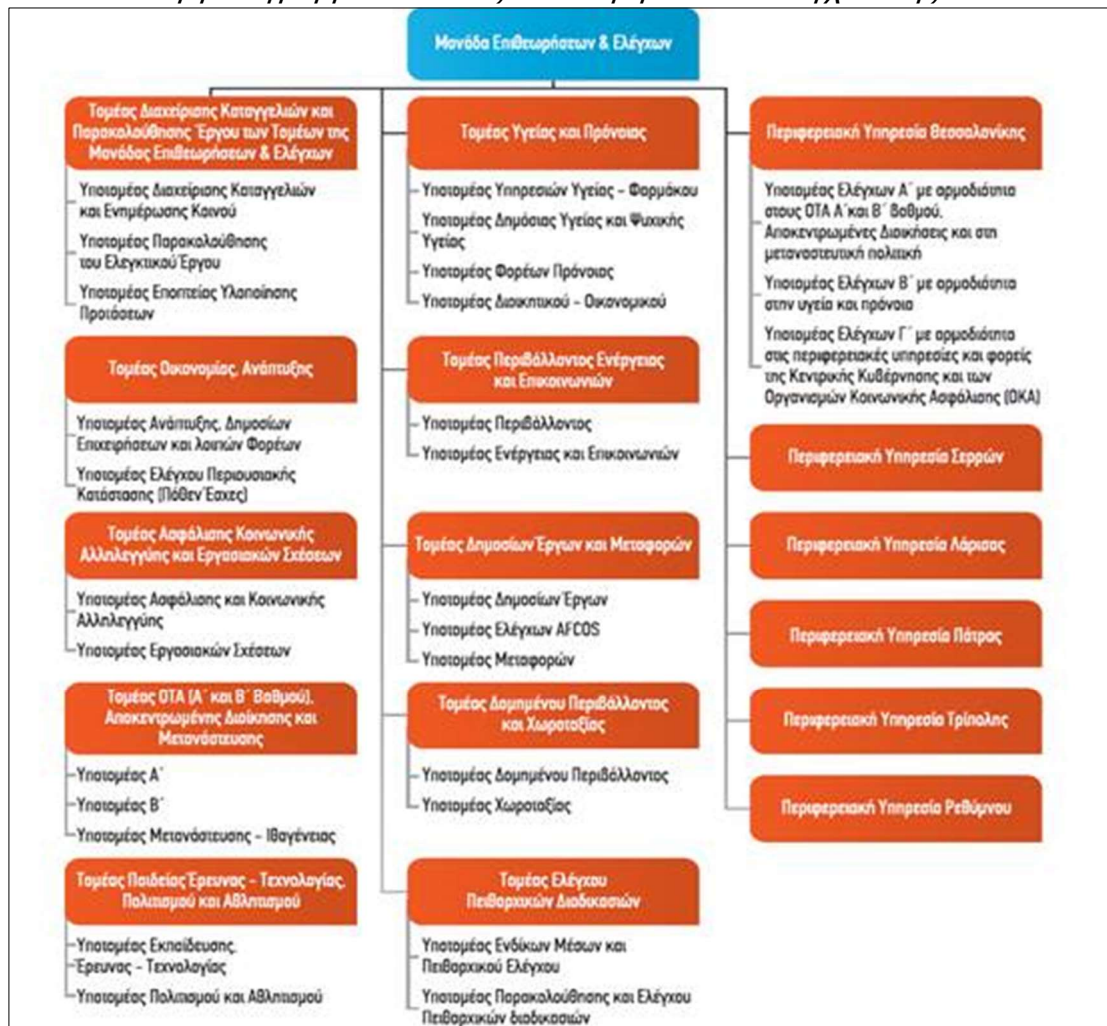 Μονάδα Επιθεωρήσεων & Ελέγχων
Τομέας Διαχείρισης Καταγγελιών και
Παρακολούθησης Έργου των Τομέων της
Μονάδας Επιθεωρήσεων & Ελέγχων
Υποτομέας Διαχείρισης Καταγγελιών
και Ενημέρωσης Κοινού
Υποτομέας Παρακολούθησης
του Ελεγκτικού Έργου
Υποτομέας Εποπτείας Υλοποίησης
Προτάσεων
Τομέας Οικονομίας, Ανάπτυξης
Υποτομέας Ανάπτυξης, Δημοσίων
Επιχειρήσεων και λοιπών Φορέων
Υποτομέας Ελέγχου Περιουσιακής
Κατάστασης (Πόθεν Έσχες)
Τομέας Ασφάλισης Κοινωνικής
Αλληλεγγύης και Εργασιακών Σχέσεων
Υποτομέας Ασφάλισης και Κοινωνικής
Αλληλεγγύης
Υποτομέας Εργασιακών Σχέσεων
Τομέας ΟΤΑ (Α΄ και Β΄ Βαθμού),
Αποκεντρωμένης Διοίκησης και
Μετανάστευσης
Υποτομέας Α΄
Υποτομέας Β΄
Υποτομέας Μετανάστευσης – Ιθαγένειας
Τομέας Παιδείας Έρευνας – Τεχνολογίας,
Πολιτισμού και Αθλητισμού
Υποτομέας Εκπαίδευσης,
Έρευνας – Τεχνολογίας
Υποτομέας Πολιτισμού και Αθλητισμού
Τομέας Υγείας και Πρόνοιας
Υποτομέας Υπηρεσιών Υγείας – Φαρμάκου
Υποτομέας Δημόσιας Υγείας και Ψυχικής
Υγείας
Υποτομέας Φορέων Πρόνοιας
Υποτομέας Διοικητικού – Οικονομικού
Τομέας Περιβάλλοντος Ενέργειας
και Επικοινωνιών
Υποτομέας Περιβάλλοντος
Υποτομέας Ενέργειας και Επικοινωνιών
Τομέας Δημοσίων Έργων και Μεταφορών
Υποτομέας Δημοσίων Έργων
Υποτομέας Ελέγχων AFCOS
Υποτομέας Μεταφορών
Τομέας Δομημένου Περιβάλλοντος
και Χωροταξίας
Υποτομέας Δομημένου Περιβάλλοντος
Υποτομέας Χωροταξίας
Τομέας Ελέγχου
Πειθαρχικών Διαδικασιών
Υποτομέας Ενδίκων Μέσων και
Πειθαρχικού Ελέγχου
Υποτομέας Παρακολούθησης και Ελέγχου
Πειθαρχικών διαδικασιών
Περιφερειακή Υπηρεσία Θεσσαλονίκης
Υποτομέας Ελέγχων Α΄ με αρμοδιότητα
στους ΟΤΑ Α΄και Β΄ βαθμού,
Αποκεντρωμένες Διοικήσεις και στη
μεταναστευτική πολιτική
Υποτομέας Ελέγχων Β΄ με αρμοδιότητα
στην υγεία και πρόνοια
Υποτομέας Ελέγχων Γ΄ με αρμοδιότητα
στις περιφερειακές υπηρεσίες και φορείς
της Κεντρικής Κυβέρνησης και των
Οργανισμών Κοινωνικής Ασφάλισης (ΟΚΑ)
Περιφερειακή Υπηρεσία Σερρών
Περιφερειακή Υπηρεσία Λάρισας
Περιφερειακή Υπηρεσία Πάτρας
Περιφερειακή Υπηρεσία Τρίπολης
Περιφερειακή Υπηρεσία Ρεθύμνου